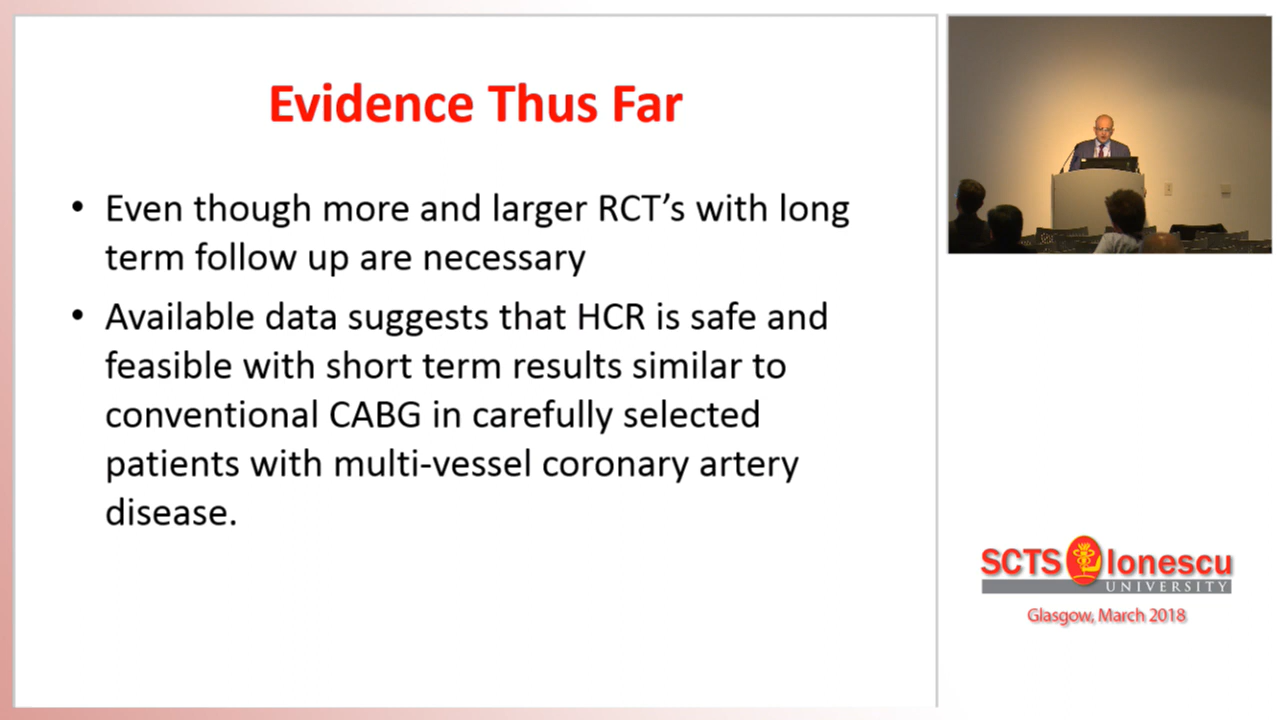 Evidence Thus Far
• Even though more and larger RCT’s with long
term follow up are necessary
• Available data suggests that HCR is safe and
feasible with short term results similar to
conventional CABG in carefully selected
patients with multi-vessel coronary artery
disease.
SCTS Ionescu
UNIVERSITY
Glasgow, March 2018